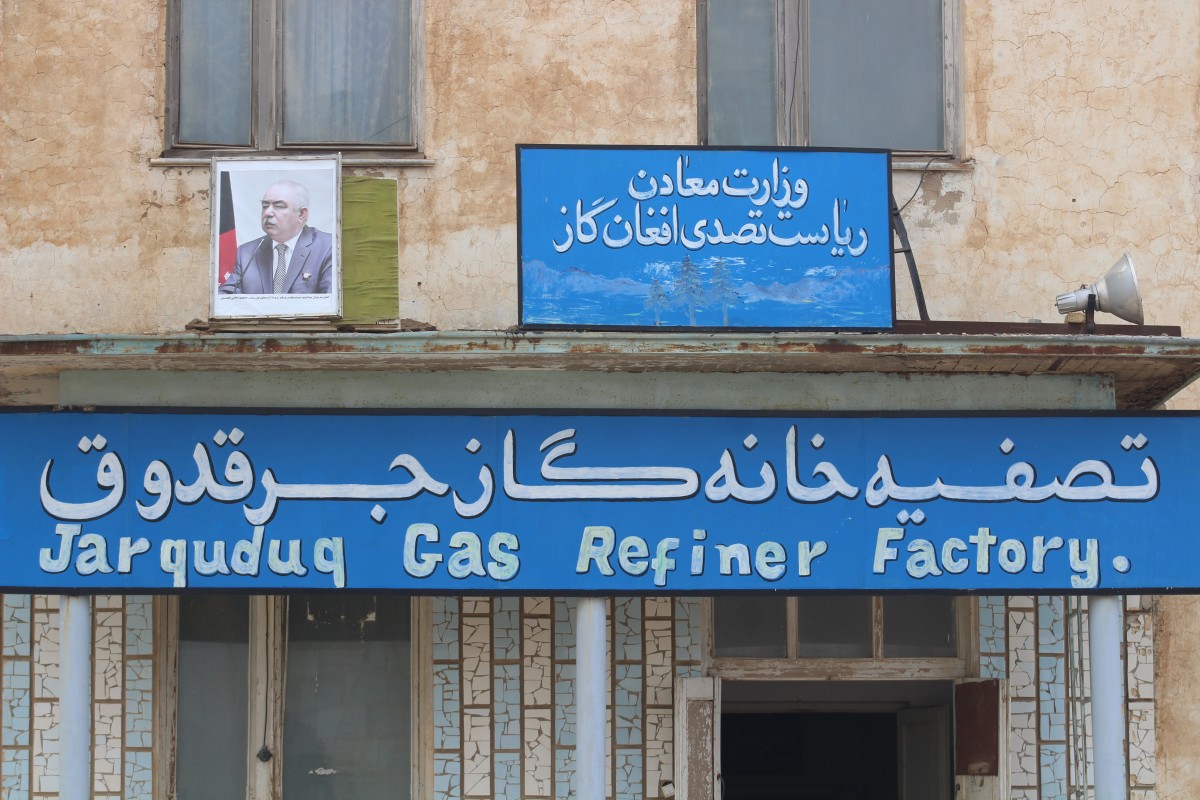 وزارت معادن
ریاست تصدی افغان گاز
تصفیه خانه گاز جرقدوق
Jarquduq Gas Refiner Factory.